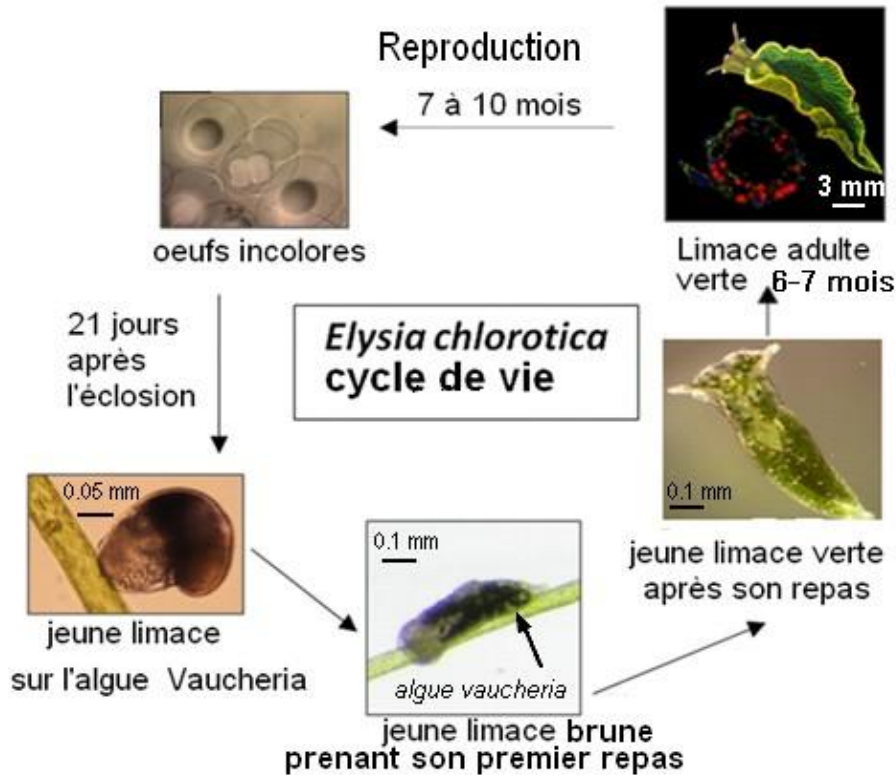 Reproduction
7 à 10 mois
oeufs incolores
3 mm
Limace adulte
verte 6-7 mois
21 jours
après
l'éclosion
Elysia chlorotica
cycle de vie
0.05 mm
jeune limace
sur l'algue Vaucheria
0.1 mm
algue vaucheria
jeune limace brune
prenant son premier repas
0.1 mm
jeune limace verte
après son repas